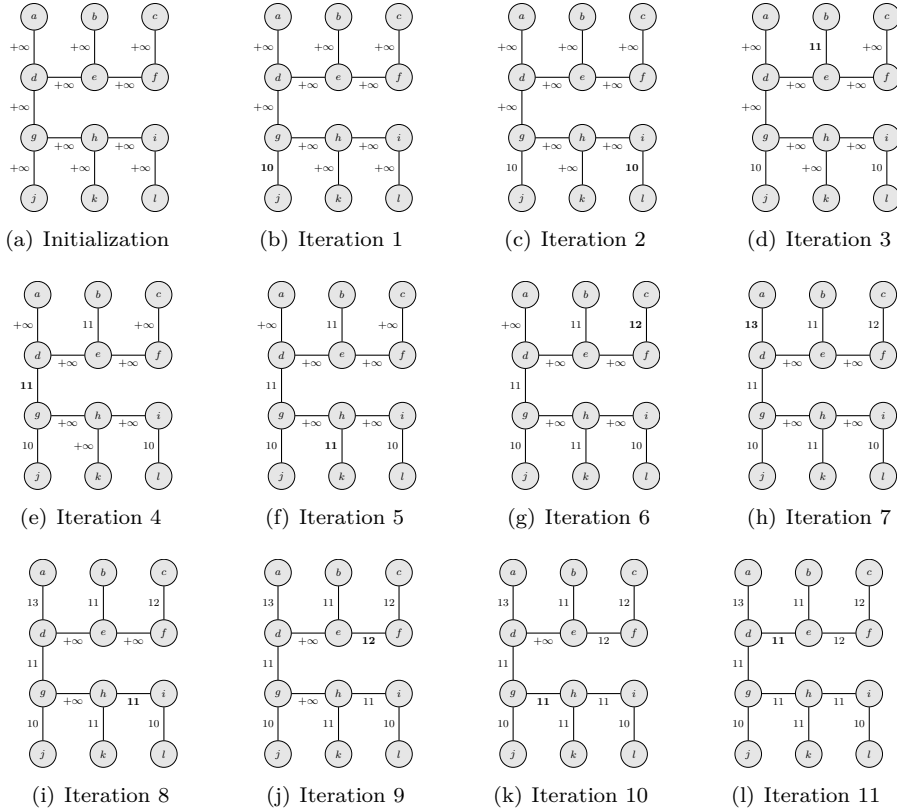 a b c a b c a b c a b c
+∞ +∞ +∞ +∞ +∞ +∞ +∞ +∞ +∞ +∞ 11 +∞
d e f d e f d e f d e f
+∞ +∞ +∞ +∞ +∞ +∞ +∞ +∞
+∞ +∞ +∞ +∞
g h i g h i g h i g h i
+∞ +∞ +∞ +∞ +∞ +∞ +∞ +∞
+∞ +∞ +∞ 10 +∞ +∞ 10 +∞ 10 10 +∞ 10
j k l j k l j k l j k l
(a) Initialization (b) Iteration 1 (c) Iteration 2 (d) Iteration 3
a b c a b c a b c a b c
+∞ 11 +∞ +∞ 11 +∞ +∞ 11 12 13 11 12
d e f d e f d e f d e f
+∞ +∞ +∞ +∞ +∞ +∞ +∞ +∞
11 11 11 11
g h i g h i g h i g h i
+∞ +∞ +∞ +∞ +∞ +∞ +∞ +∞
10 +∞ 10 10 11 10 10 11 10 10 11 10
j k l j k l j k l j k l
(e) Iteration 4 (f) Iteration 5 (g) Iteration 6 (h) Iteration 7
a b c a b c a b c a b c
13 11 12 13 11 12 13 11 12 13 11 12
d e f d e f d e f d e f
+∞ +∞ +∞ 12 +∞ 12 11 12
11 11 11 11
g h i g h i g h i g h i
+∞ 11 +∞ 11 11 11 11 11
10 11 10 10 11 10 10 11 10 10 11 10
j k l j k l j k l j k l
(i) Iteration 8 (j) Iteration 9 (k) Iteration 10 (l) Iteration 11